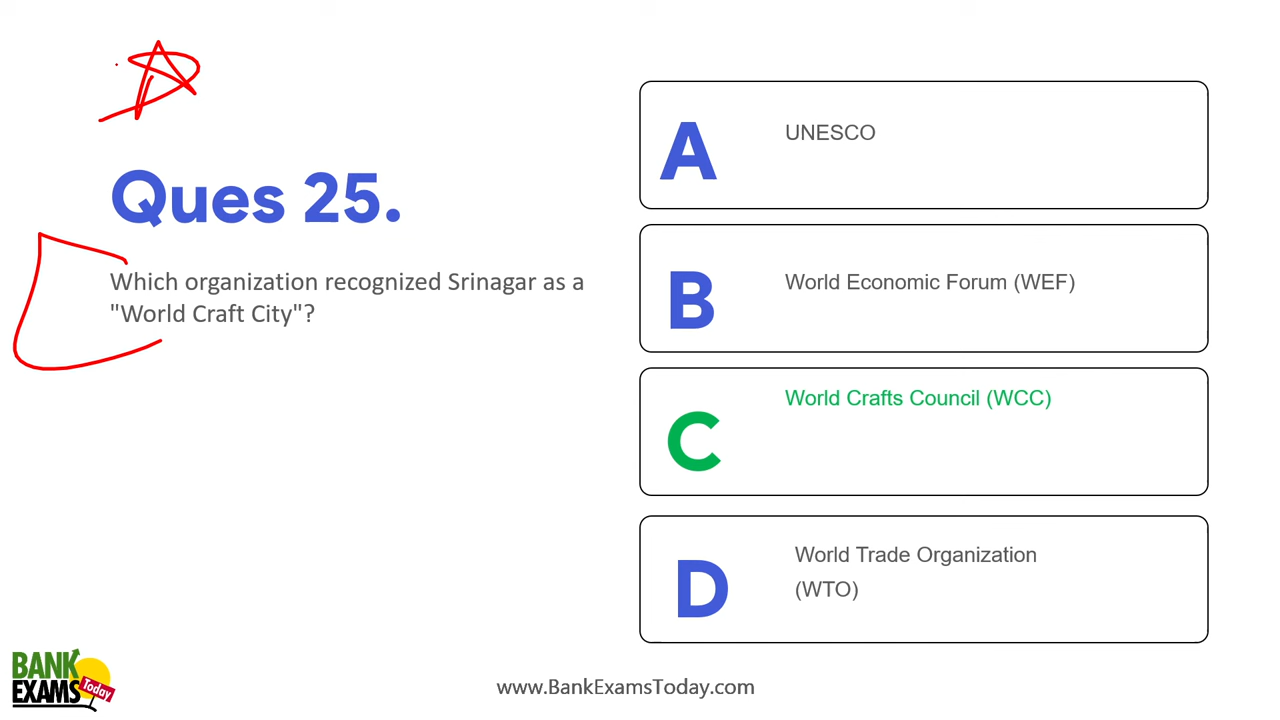 Ques 25.
Which organization recognized Srinagar as a
"World Craft City"?
A
UNESCO
B
World Economic Forum (WEF)
C
World Crafts Council (WCC)
D
World Trade Organization
(WTO)
BANK
EXAMS
Today
www.BankExamsToday.com